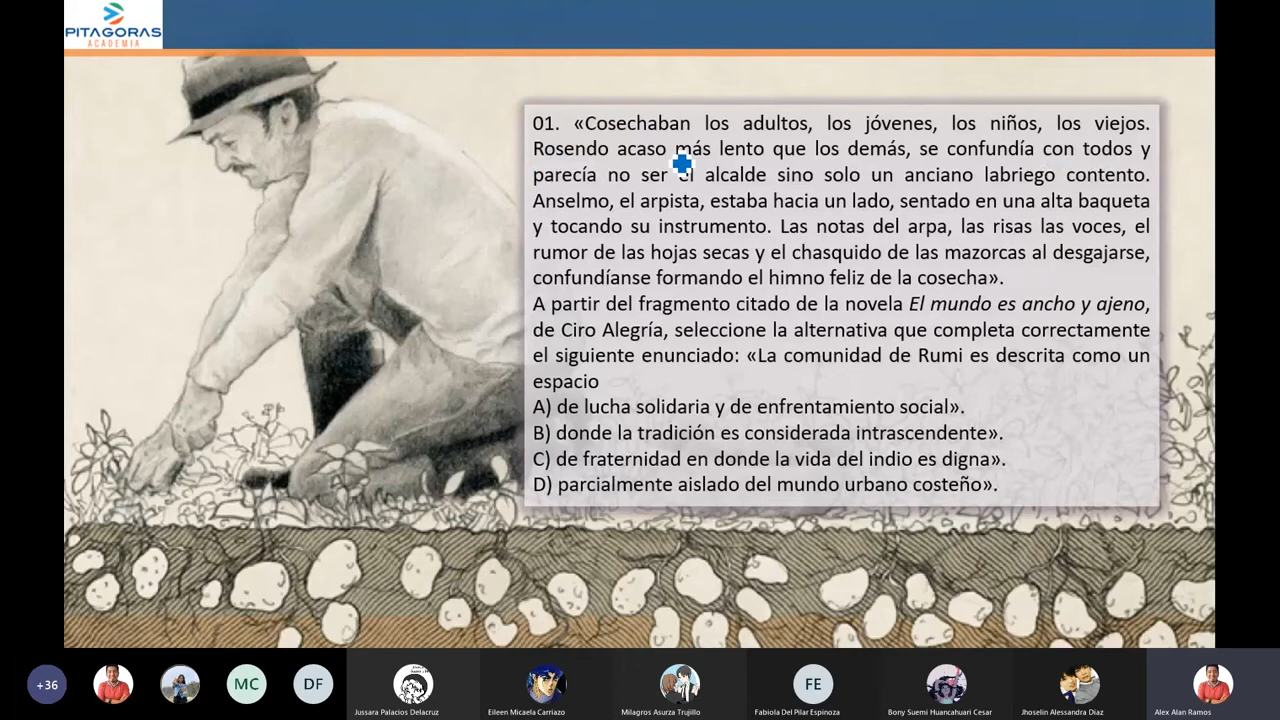 PITAGORAS
ACADEMIA
01. «Cosechaban los adultos, los jóvenes, los niños, los viejos.
Rosendo acaso más lento que los demás, se confundía con todos y
parecía no ser el alcalde sino solo un anciano labriego contento.
Anselmo, el arpista, estaba hacia un lado, sentado en una alta baqueta
y tocando su instrumento. Las notas del arpa, las risas las voces, el
rumor de las hojas secas y el chasquido de las mazorcas al desgajarse,
confundíanse formando el himno feliz de la cosecha».
A partir del fragmento citado de la novela El mundo es ancho y ajeno,
de Ciro Alegría, seleccione la alternativa que completa correctamente
el siguiente enunciado: «La comunidad de Rumi es descrita como un
espacio
A) de lucha solidaria y de enfrentamiento social».
B) donde la tradición es considerada intrascendente».
C) de fraternidad en donde la vida del indio es digna».
D) parcialmente aislado del mundo urbano costeño».
+36
MC
DF
FE
Jussara Palacios Delacruz
Eileen Micaela Carriazo
Milagros Asurza Trujillo
Fabiola Del Pilar Espinoza
Bony Suemi Huancahuari Cesar
Jhoselin Alessandra Diaz
Alex Alan Ramos